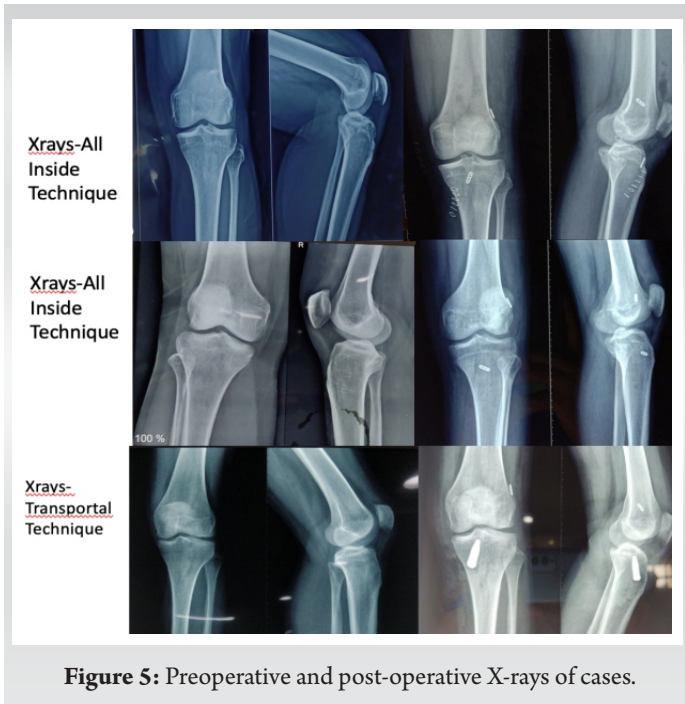 Xrays-All
Inside
Technique
R
Xrays-All
Inside
Technique
100 %
Xrays-
Transportal
Technique
Figure 5: Preoperative and post-operative X-rays of cases.